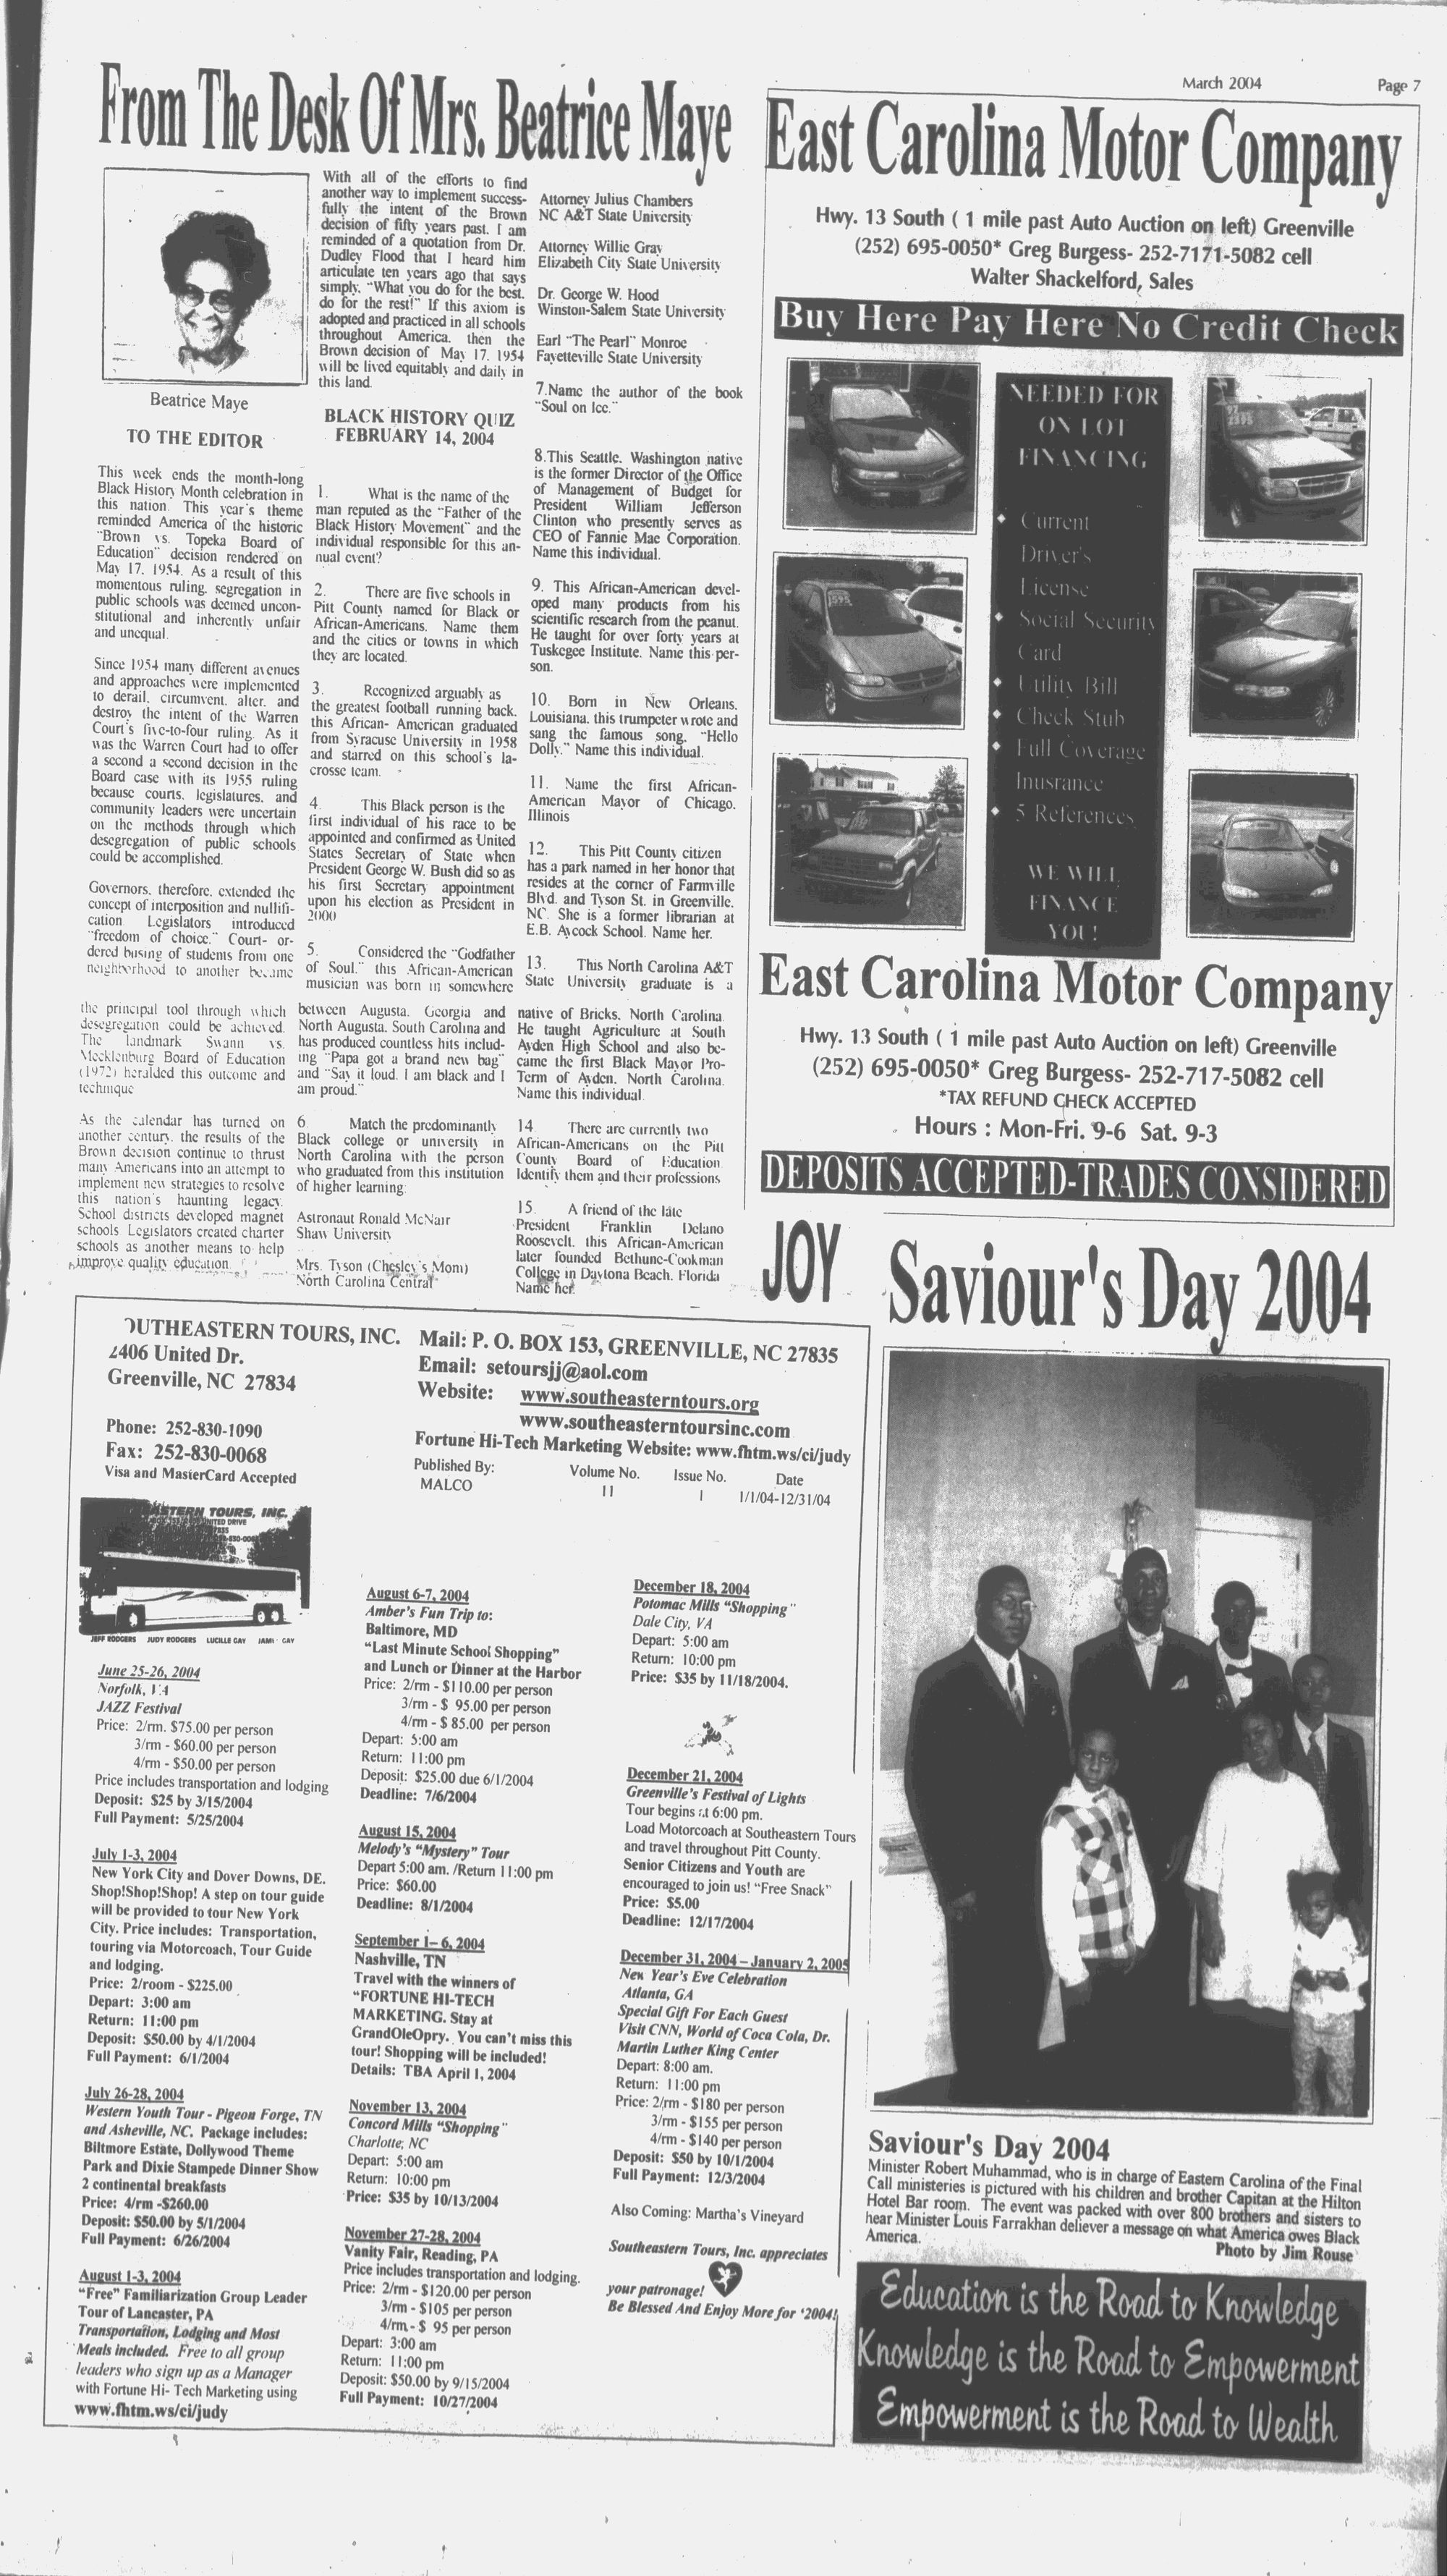 March 2004
Page 7
From The Desk Of Mrs. Beatrice Maye
Beatrice Maye
TO THE EDITOR
This week ends the month-long
Black History Month celebration in
this nation. This year's theme
reminded America of the historic
"Brown vs. Topeka Board of
Education" decision rendered on
May 17, 1954. As a result of this
momentous ruling, segregation in
public schools was deemed uncon-
stitutional and inherently unfair
and unequal.
Since 1954 many different avenues
and approaches were implemented
to derail, circumvent, alter, and
destroy the intent of the Warren
Court's five-to-four ruling. As it
was the Warren Court had to offer
a second a second decision in the
Board case with its 1955 ruling
because courts, legislatures, and
community leaders were uncertain
on the methods through which
desegregation of public schools
could be accomplished.
Governors, therefore, extended the
concept of interposition and nullifi-
cation Legislators introduced
"freedom of choice." Court- or-
dered busing of students from one
neighborhood to another became
the principal tool through which
desegregation could be achieved.
The landmark Swann vs.
Mecklenburg Board of Education
(1972) heralded this outcome and
technique
As the calendar has turned on
another century, the results of the
Brown decision continue to thrust
many Americans into an attempt to
implement new strategies to resolve
this nation's haunting legacy.
School districts developed magnet
schools Legislators created charter
schools as another means to help
improve quality education.
With all of the efforts to find
another way to implement success-
fully the intent of the Brown
decision of fifty years past. I am
reminded of a quotation from Dr.
Dudley Flood that I heard him
articulate ten years ago that says
simply, "What you do for the best.
do for the rest!" If this axiom is
adopted and practiced in all schools
throughout America, then the
Brown decision of May 17, 1954
will be lived equitably and daily in
this land.
BLACK HISTORY QUIZ
FEBRUARY 14, 2004
1. What is the name of the
man reputed as the "Father of the
Black History Movement" and the
individual responsible for this an-
nual event?
2. There are five schools in
Pitt County named for Black or
African-Americans. Name them
and the cities or towns in which
they are located.
3. Recognized arguably as
the greatest football running back,
this African- American graduated
from Syracuse University in 1958
and starred on this school's la-
crosse team.
4. This Black person is the
first individual of his race to be
appointed and confirmed as United
States Secretary of State when
President George W. Bush did so as
his first Secretary appointment
upon his election as President in
2000
5. Considered the "Godfather
of Soul," this African-American
musician was born in somewhere
between Augusta, Georgia and
North Augusta, South Carolina and
has produced countless hits includ-
ing "Papa got a brand new bag"
and "Say it loud. I am black and I
am proud."
6. Match the predominantly
Black college or university in
North Carolina with the person
who graduated from this institution
of higher learning.
Astronaut Ronald McNair
Shaw University
Mrs. Tyson (Chesley's Mom)
North Carolina Central
Attorney Julius Chambers
NC A&T State University
Attorney Willie Gray
Elizabeth City State University
Dr. George W. Hood
Winston-Salem State University
Earl "The Pearl" Monroe
Fayetteville State University
7.Name the author of the book
"Soul on Ice."
8.This Seattle, Washington native
is the former Director of the Office
of Management of Budget for
President William Jefferson
Clinton who presently serves as
CEO of Fannie Mae Corporation.
Name this individual.
9. This African-American devel-
oped many products from his
scientific research from the peanut.
He taught for over forty years at
Tuskegee Institute. Name this per-
son.
10. Born in New Orleans,
Louisiana, this trumpeter wrote and
sang the famous song, "Hello
Dolly." Name this individual.
11. Name the first African-
American Mayor of Chicago,
Illinois
12. This Pitt County citizen
has a park named in her honor that
resides at the corner of Farmville
Blvd. and Tyson St. in Greenville,
NC. She is a former librarian at
E.B. Aycock School. Name her.
13. This North Carolina A&T
State University graduate is a
native of Bricks, North Carolina.
He taught Agriculture at South
Ayden High School and also be-
came the first Black Mayor Pro-
Term of Ayden, North Carolina.
Name this individual.
14 There are currently two
African-Americans on the Pitt
County Board of Education.
Identify them and their professions
15. A friend of the late
President Franklin Delano
Roosevelt, this African-American
later founded Bethune-Cookman
College in Daytona Beach, Florida
Name her.
East Carolina Motor Company
Hwy. 13 South ( 1 mile past Auto Auction on left) Greenville
(252) 695-0050* Greg Burgess- 252-7171-5082 cell
Walter Shackelford, Sales
Buy Here Pay Here No Credit Check
NEEDED FOR
ON LOT
FINANCING
Current
Driver's
License
Social Security
Card
Utility Bill
Check Stub
Full Coverage
Inusrance
5 References
WE WILL
FINANCE
YOU!
East Carolina Motor Company
Hwy. 13 South ( 1 mile past Auto Auction on left) Greenville
(252) 695-0050* Greg Burgess- 252-717-5082 cell
*TAX REFUND CHECK ACCEPTED
Hours : Mon-Fri. 9-6 Sat. 9-3
DEPOSITS ACCEPTED-TRADES CONSIDERED
JOY
Saviour's Day 2004
Saviour's Day 2004
Minister Robert Muhammad, who is in charge of Eastern Carolina of the Final
Call ministeries is pictured with his children and brother Capitan at the Hilton
Hotel Bar room. The event was packed with over 800 brothers and sisters to
hear Minister Louis Farrakhan deliever a message on what America owes Black
America.
Photo by Jim Rouse
Education is the Road to Knowledge
Knowledge is the Road to Empowerment
Empowerment is the Road to Wealth
OUTHEASTERN TOURS, INC.
2406 United Dr.
Greenville, NC 27834
Phone: 252-830-1090
Fax: 252-830-0068
Visa and MasterCard Accepted
Mail: P. O. BOX 153, GREENVILLE, NC 27835
Email: setoursjj@aol.com
Website: www.southeasterntours.org
www.southeasterntoursinc.com
Fortune Hi-Tech Marketing Website: www.fhtm.ws/ci/judy
Published By: Volume No. Issue No. Date
MALCO 11 1 1/1/04-12/31/04
ASTERN TOURS, INC.
JEFF RODGERS JUDY RODGERS LUCILLE GAY JAMI GAY
June 25-26, 2004
Norfolk, VA
JAZZ Festival
Price: 2/rm. $75.00 per person
3/rm - $60.00 per person
4/rm - $50.00 per person
Price includes transportation and lodging
Deposit: $25 by 3/15/2004
Full Payment: 5/25/2004
July 1-3, 2004
New York City and Dover Downs, DE.
Shop!Shop!Shop! A step on tour guide
will be provided to tour New York
City. Price includes: Transportation,
touring via Motorcoach, Tour Guide
and lodging.
Price: 2/room - $225.00
Depart: 3:00 am
Return: 11:00 pm
Deposit: $50.00 by 4/1/2004
Full Payment: 6/1/2004
July 26-28, 2004
Western Youth Tour - Pigeon Forge, TN
and Asheville, NC. Package includes:
Biltmore Estate, Dollywood Theme
Park and Dixie Stampede Dinner Show
2 continental breakfasts
Price: 4/rm -$260.00
Deposit: $50.00 by 5/1/2004
Full Payment: 6/26/2004
August 1-3, 2004
"Free" Familiarization Group Leader
Tour of Lancaster, PA
Transportation, Lodging and Most
Meals included. Free to all group
leaders who sign up as a Manager
with Fortune Hi- Tech Marketing using
www.fhtm.ws/ci/judy
August 6-7, 2004
Amber's Fun Trip to:
Baltimore, MD
"Last Minute School Shopping"
and Lunch or Dinner at the Harbor
Price: 2/rm - $110.00 per person
3/rm - $ 95.00 per person
4/rm - $ 85.00 per person
Depart: 5:00 am
Return: 11:00 pm
Deposit: $25.00 due 6/1/2004
Deadline: 7/6/2004
August 15, 2004
Melody's "Mystery" Tour
Depart 5:00 am. /Return 11:00 pm
Price: $60.00
Deadline: 8/1/2004
September 1– 6, 2004
Nashville, TN
Travel with the winners of
"FORTUNE HI-TECH
MARKETING. Stay at
GrandOleOpry. You can't miss this
tour! Shopping will be included!
Details: TBA April 1, 2004
November 13, 2004
Concord Mills "Shopping"
Charlotte, NC
Depart: 5:00 am
Return: 10:00 pm
Price: $35 by 10/13/2004
November 27-28, 2004
Vanity Fair, Reading, PA
Price includes transportation and lodging.
Price: 2/rm - $120.00 per person
3/rm - $105 per person
4/rm - $ 95 per person
Depart: 3:00 am
Return: 11:00 pm
Deposit: $50.00 by 9/15/2004
Full Payment: 10/27/2004
December 18, 2004
Potomac Mills "Shopping"
Dale City, VA
Depart: 5:00 am
Return: 10:00 pm
Price: $35 by 11/18/2004.
December 21, 2004
Greenville's Festival of Lights
Tour begins at 6:00 pm.
Load Motorcoach at Southeastern Tours
and travel throughout Pitt County.
Senior Citizens and Youth are
encouraged to join us! "Free Snack"
Price: $5.00
Deadline: 12/17/2004
December 31, 2004 – January 2, 2005
New Year's Eve Celebration
Atlanta, GA
Special Gift For Each Guest
Visit CNN, World of Coca Cola, Dr.
Martin Luther King Center
Depart: 8:00 am.
Return: 11:00 pm
Price: 2/rm - $180 per person
3/rm - $155 per person
4/rm - $140 per person
Deposit: $50 by 10/1/2004
Full Payment: 12/3/2004
Also Coming: Martha's Vineyard
Southeastern Tours, Inc. appreciates
your patronage!
Be Blessed And Enjoy More for '2004!